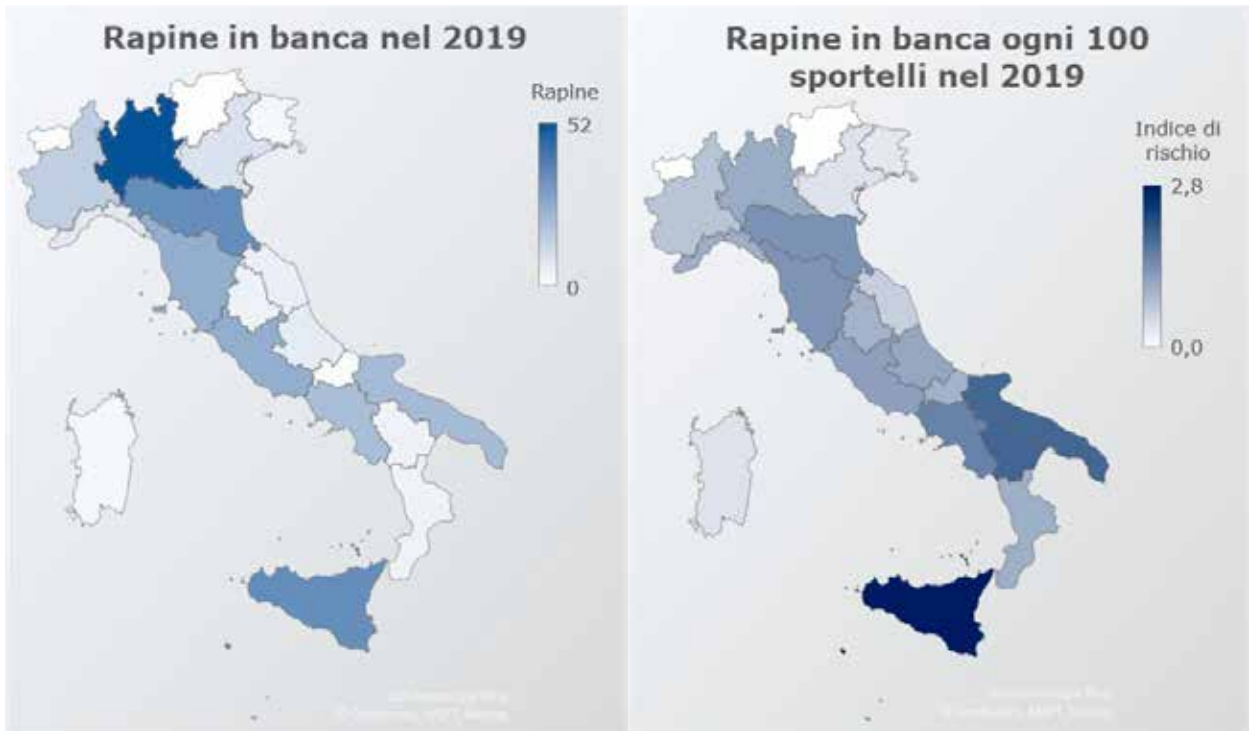 Rapine in banca nel 2019
Rapine
52
0
Rapine in banca ogni 100
sportelli nel 2019
Indice di
rischio
2,8
0,0